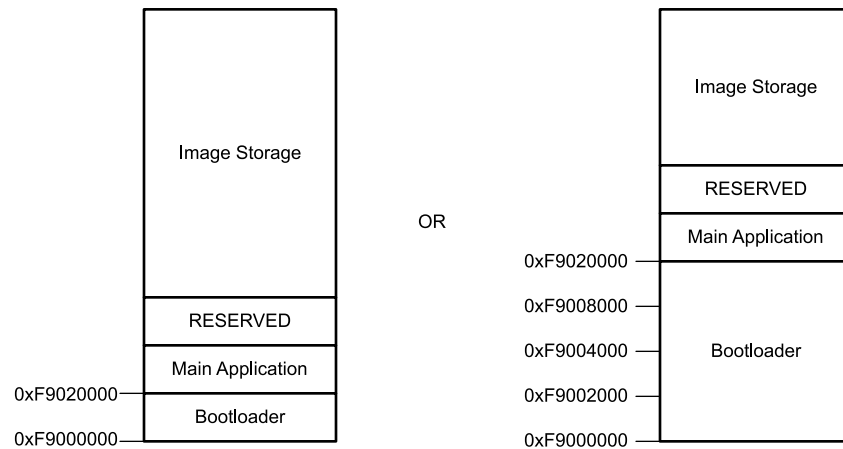 Image Storage
RESERVED
Main Application
0xF9020000
Bootloader
0xF9000000
OR
Image Storage
RESERVED
Main Application
0xF9020000
0xF9008000
0xF9004000
Bootloader
0xF9002000
0xF9000000